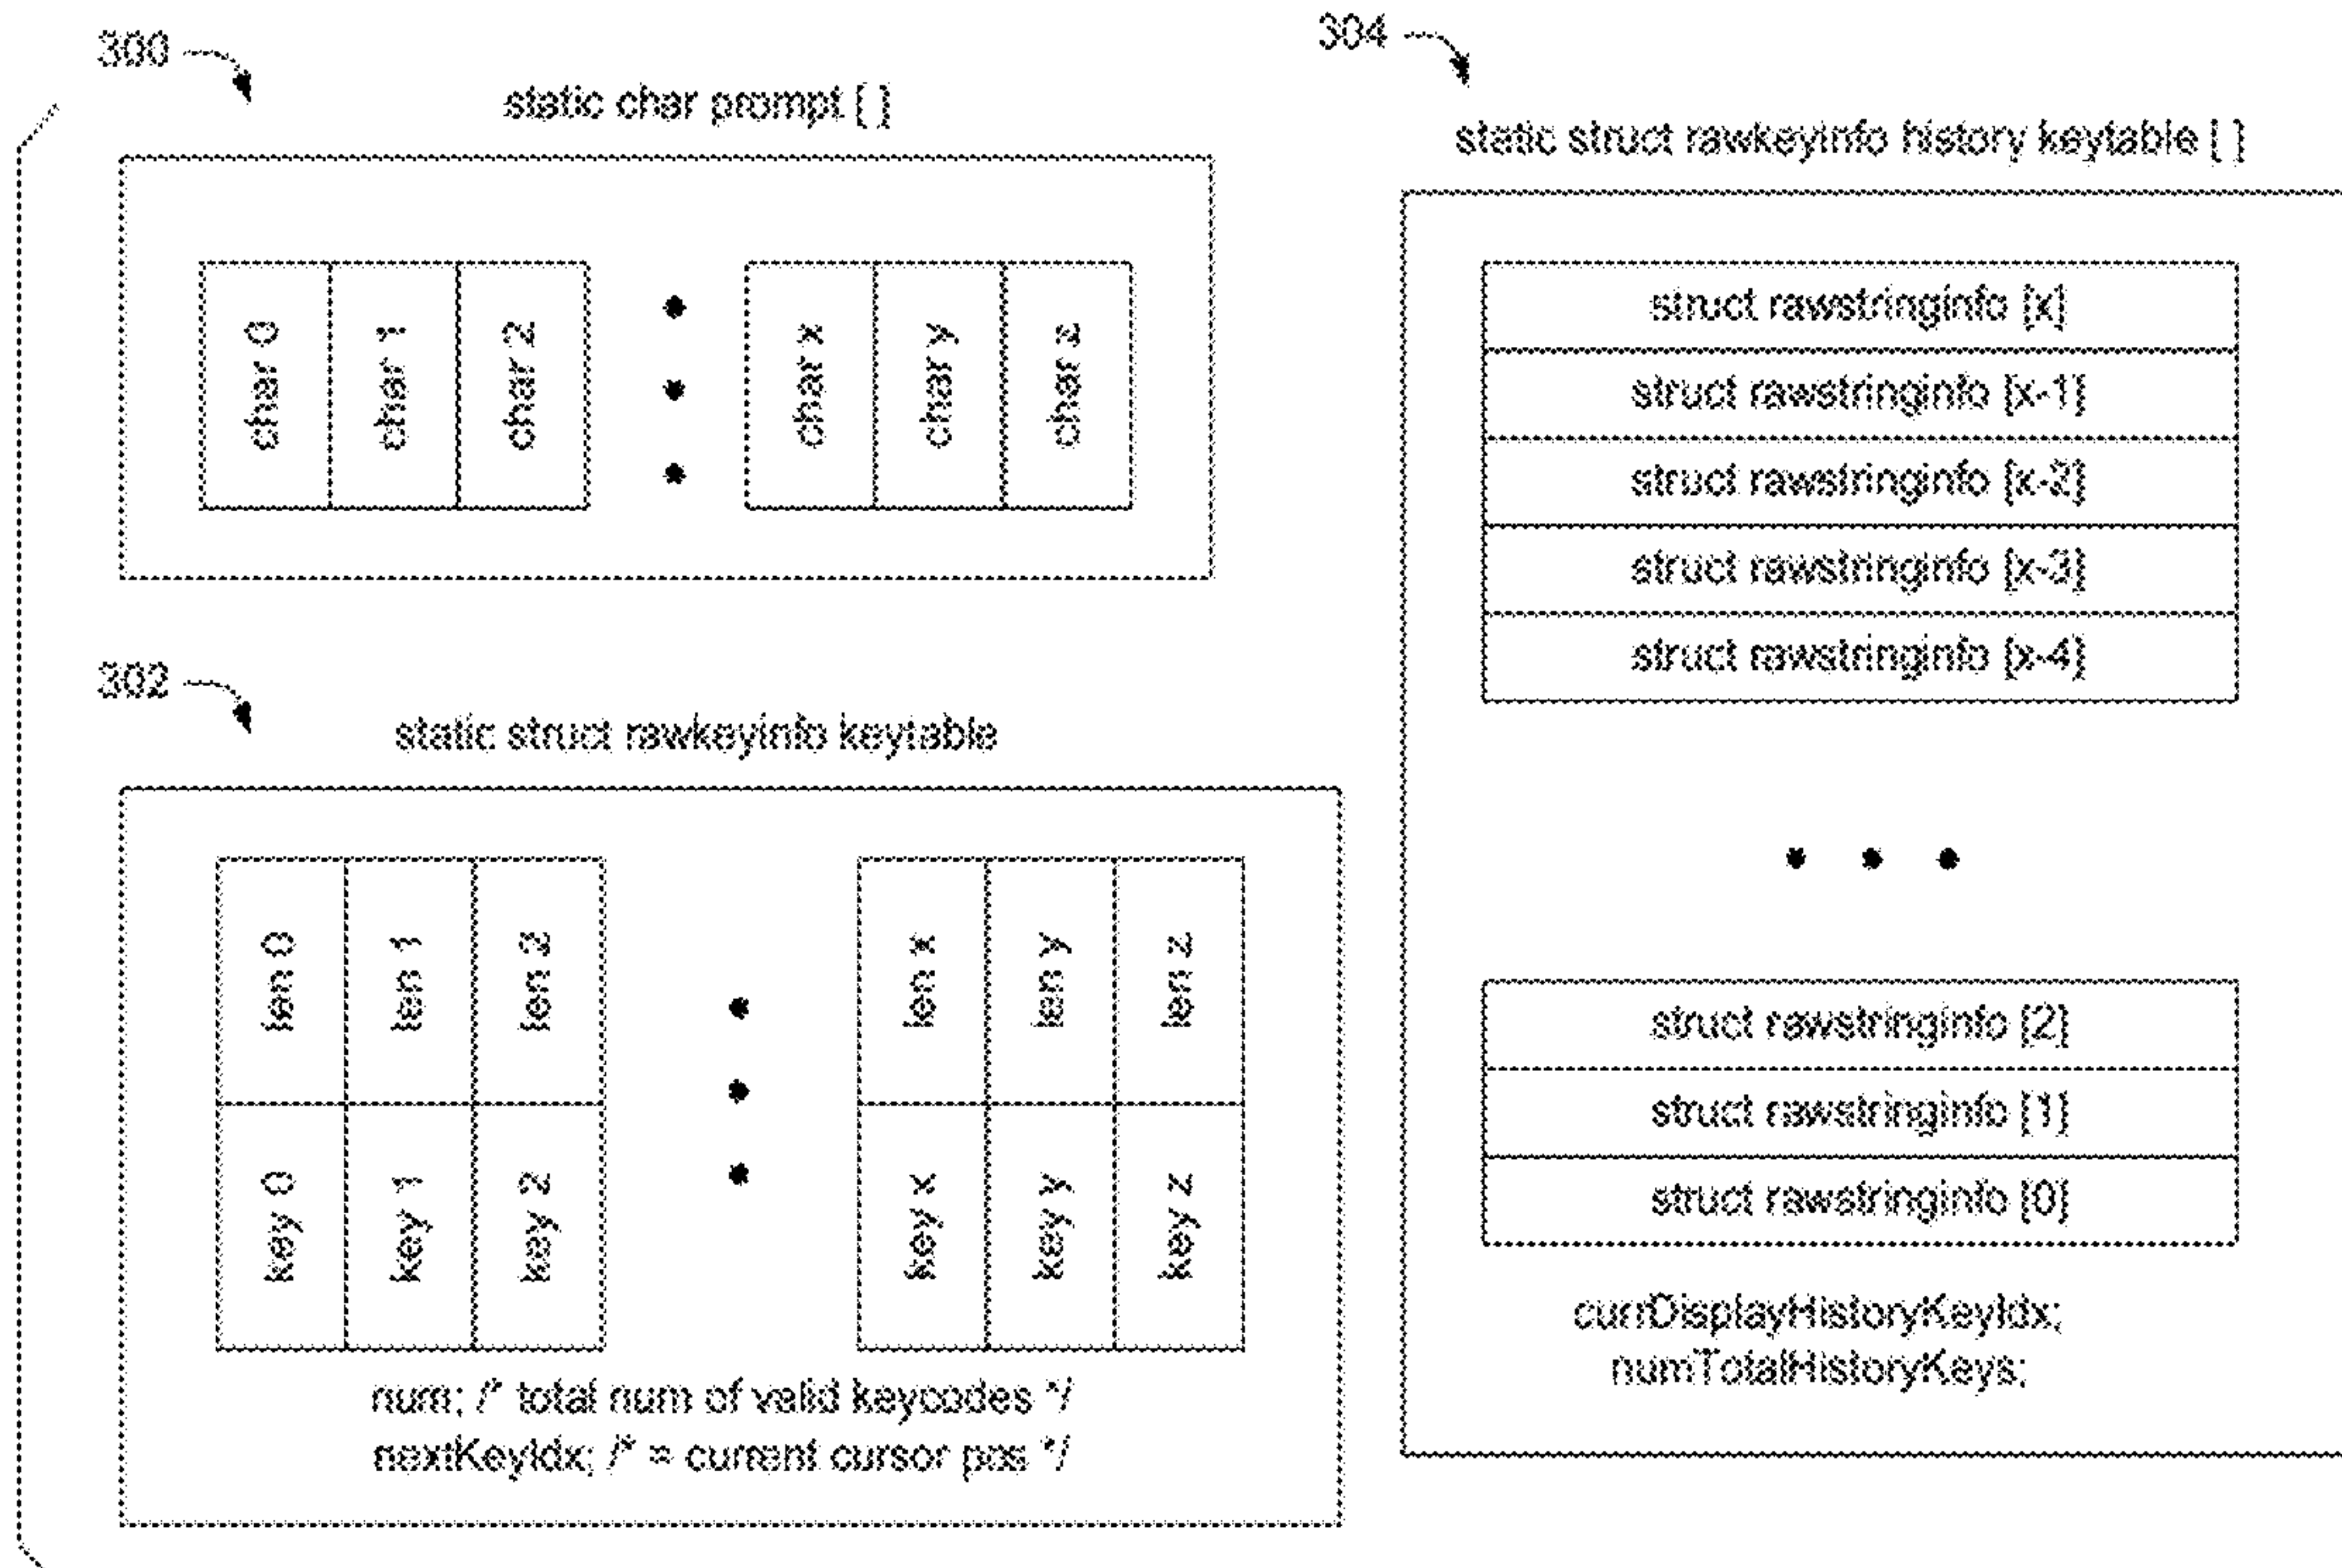 300
static char prompt [ ]
char 0
char 1
char 2
char x
char y
char z
302
static struct rawkeyinfo keytable
len 0
len 1
len 2
len x
len y
len z
key 0
key 1
key 2
key x
key y
key z
num; /* total num of valid keycodes */
nextKeyIdx; /* = current cursor pos */
304
static struct rawkeyinfo history keytable [ ]
struct rawstringinfo [x]
struct rawstringinfo [x-1]
struct rawstringinfo [x-2]
struct rawstringinfo [x-3]
struct rawstringinfo [x-4]
struct rawstringinfo [2]
struct rawstringinfo [1]
struct rawstringinfo [0]
currDisplayHistoryKeyIdx;
numTotalHistoryKeys;